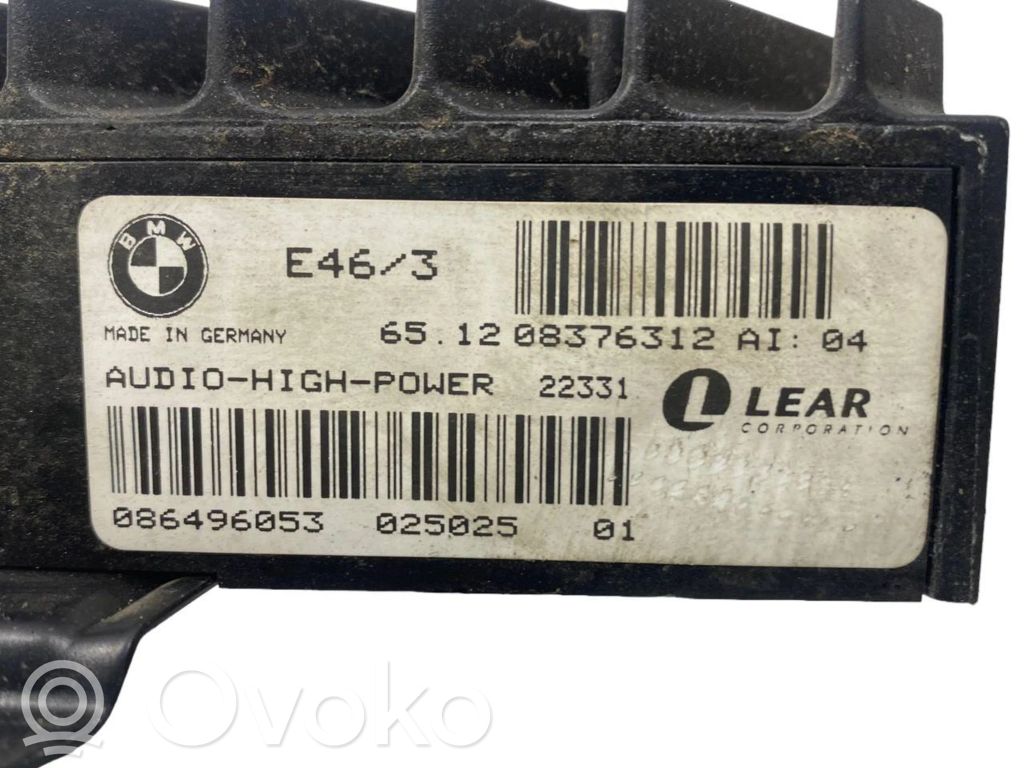 BMW
E46/3
MADE IN GERMANY
65.12 08376312 AI: 04
AUDIO-HIGH-POWER 22331
L LEAR
CORPORATION
086496053 025025 01
Ovoko